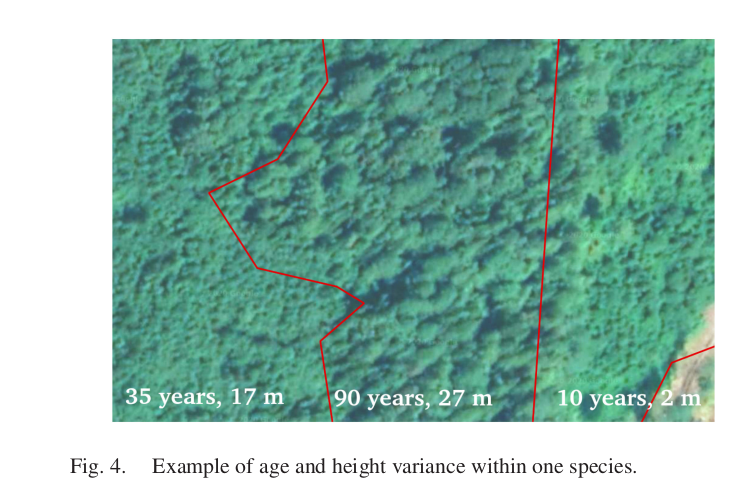 35 years, 17 m
90 years, 27 m
10 years, 2 m
Fig. 4. Example of age and height variance within one species.